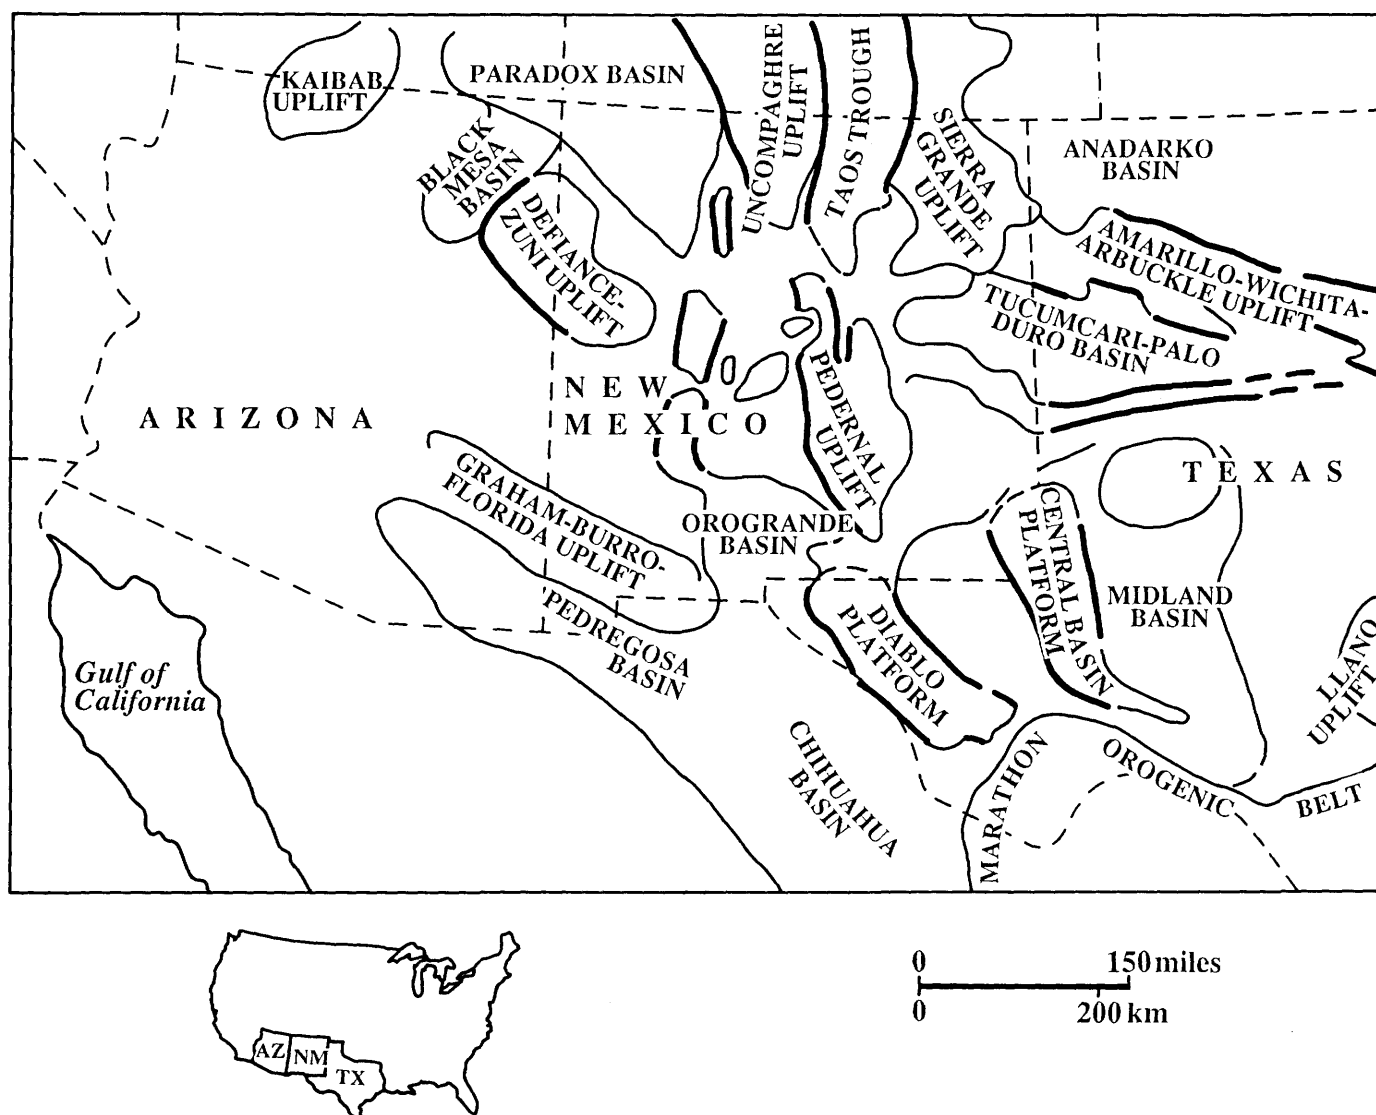 KAIBAB
UPLIFT
PARADOX BASIN
UNCOMPAGHRE
UPLIFT
TAOS TROUGH
SIERRA
GRANDE
UPLIFT
ANADARKO
BASIN
BLACK
MESA
BASIN
DEFIANCE-
ZUNI UPLIFT
AMARILLO-WICHITA-
ARBUCKLE UPLIFT
TUCUMCARI-PALO
DURO BASIN
NEW
MEXICO
ARIZONA
PEDERNAL
UPLIFT
TEXAS
GRAHAM-BURRO-
FLORIDA UPLIFT
OROGRANDE
BASIN
CENTRAL BASIN
PLATFORM
MIDLAND
BASIN
PEDREGOSA
BASIN
DIABLO
PLATFORM
LLANO
UPLIFT
Gulf of
California
CHIHUAHUA
BASIN
MARATHON OROGENIC BELT
0 150 miles
0 200 km
AZ NM
TX